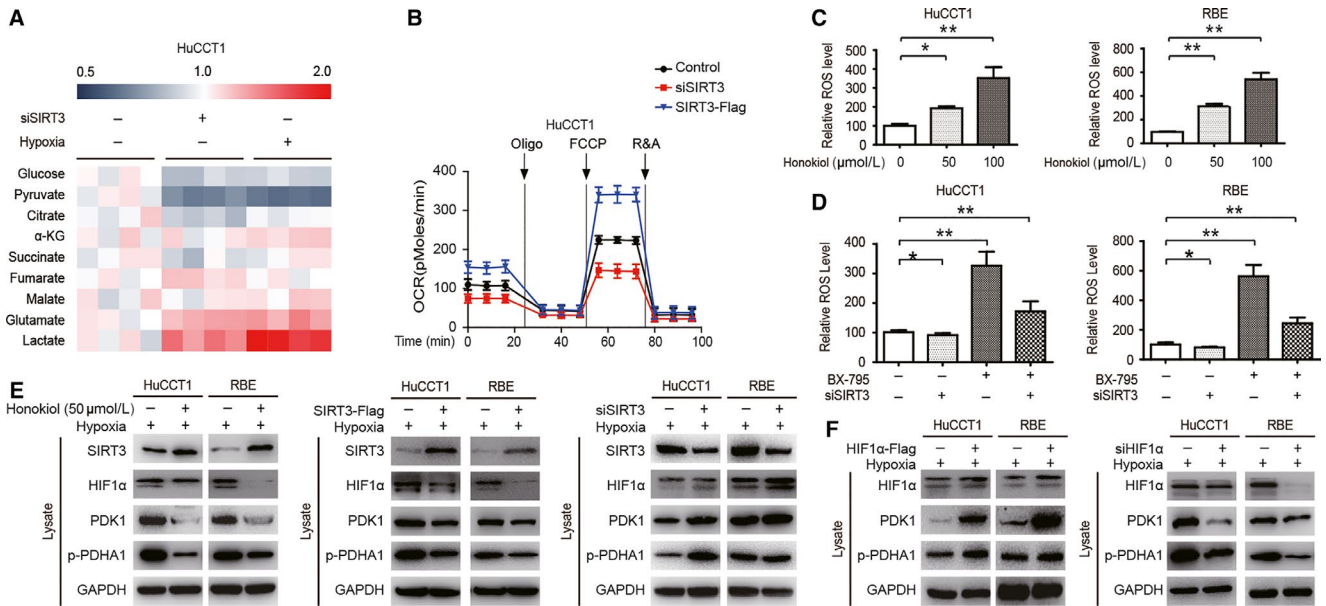 A
HuCCT1
0.5 1.0 2.0
siSIRT3 – + –
Hypoxia – – +
Glucose
Pyruvate
Citrate
α-KG
Succinate
Fumarate
Malate
Glutamate
Lactate
B
Control
siSIRT3
SIRT3-Flag
HuCCT1
Oligo FCCP R&A
OCR(pMoles/min)
400
300
200
100
0
Time (min) 0 20 40 60 80 100
C
HuCCT1
** 
*
Relative ROS level
500
400
300
200
100
0
Honokiol (μmol/L) 0 50 100
RBE
**
**
Relative ROS level
800
600
400
200
0
Honokiol (μmol/L) 0 50 100
D
HuCCT1
**
**
*
Relative ROS Level
400
300
200
100
0
BX-795 – – + +
siSIRT3 – + – +
RBE
**
**
*
Relative ROS Level
800
600
400
200
0
BX-795 – – + +
siSIRT3 – + – +
E
HuCCT1 RBE
Honokiol (50 μmol/L) – + – +
Hypoxia + + + +
SIRT3
HIF1α
PDK1
p-PDHA1
GAPDH
Lysate
HuCCT1 RBE
SIRT3-Flag – + – +
Hypoxia + + + +
SIRT3
HIF1α
PDK1
p-PDHA1
GAPDH
Lysate
HuCCT1 RBE
siSIRT3 – + – +
Hypoxia + + + +
SIRT3
HIF1α
PDK1
p-PDHA1
GAPDH
Lysate
F
HuCCT1 RBE
HIF1α-Flag – + – +
Hypoxia + + + +
HIF1α
PDK1
p-PDHA1
GAPDH
Lysate
HuCCT1 RBE
siHIF1α – + – +
Hypoxia + + + +
HIF1α
PDK1
p-PDHA1
GAPDH
Lysate